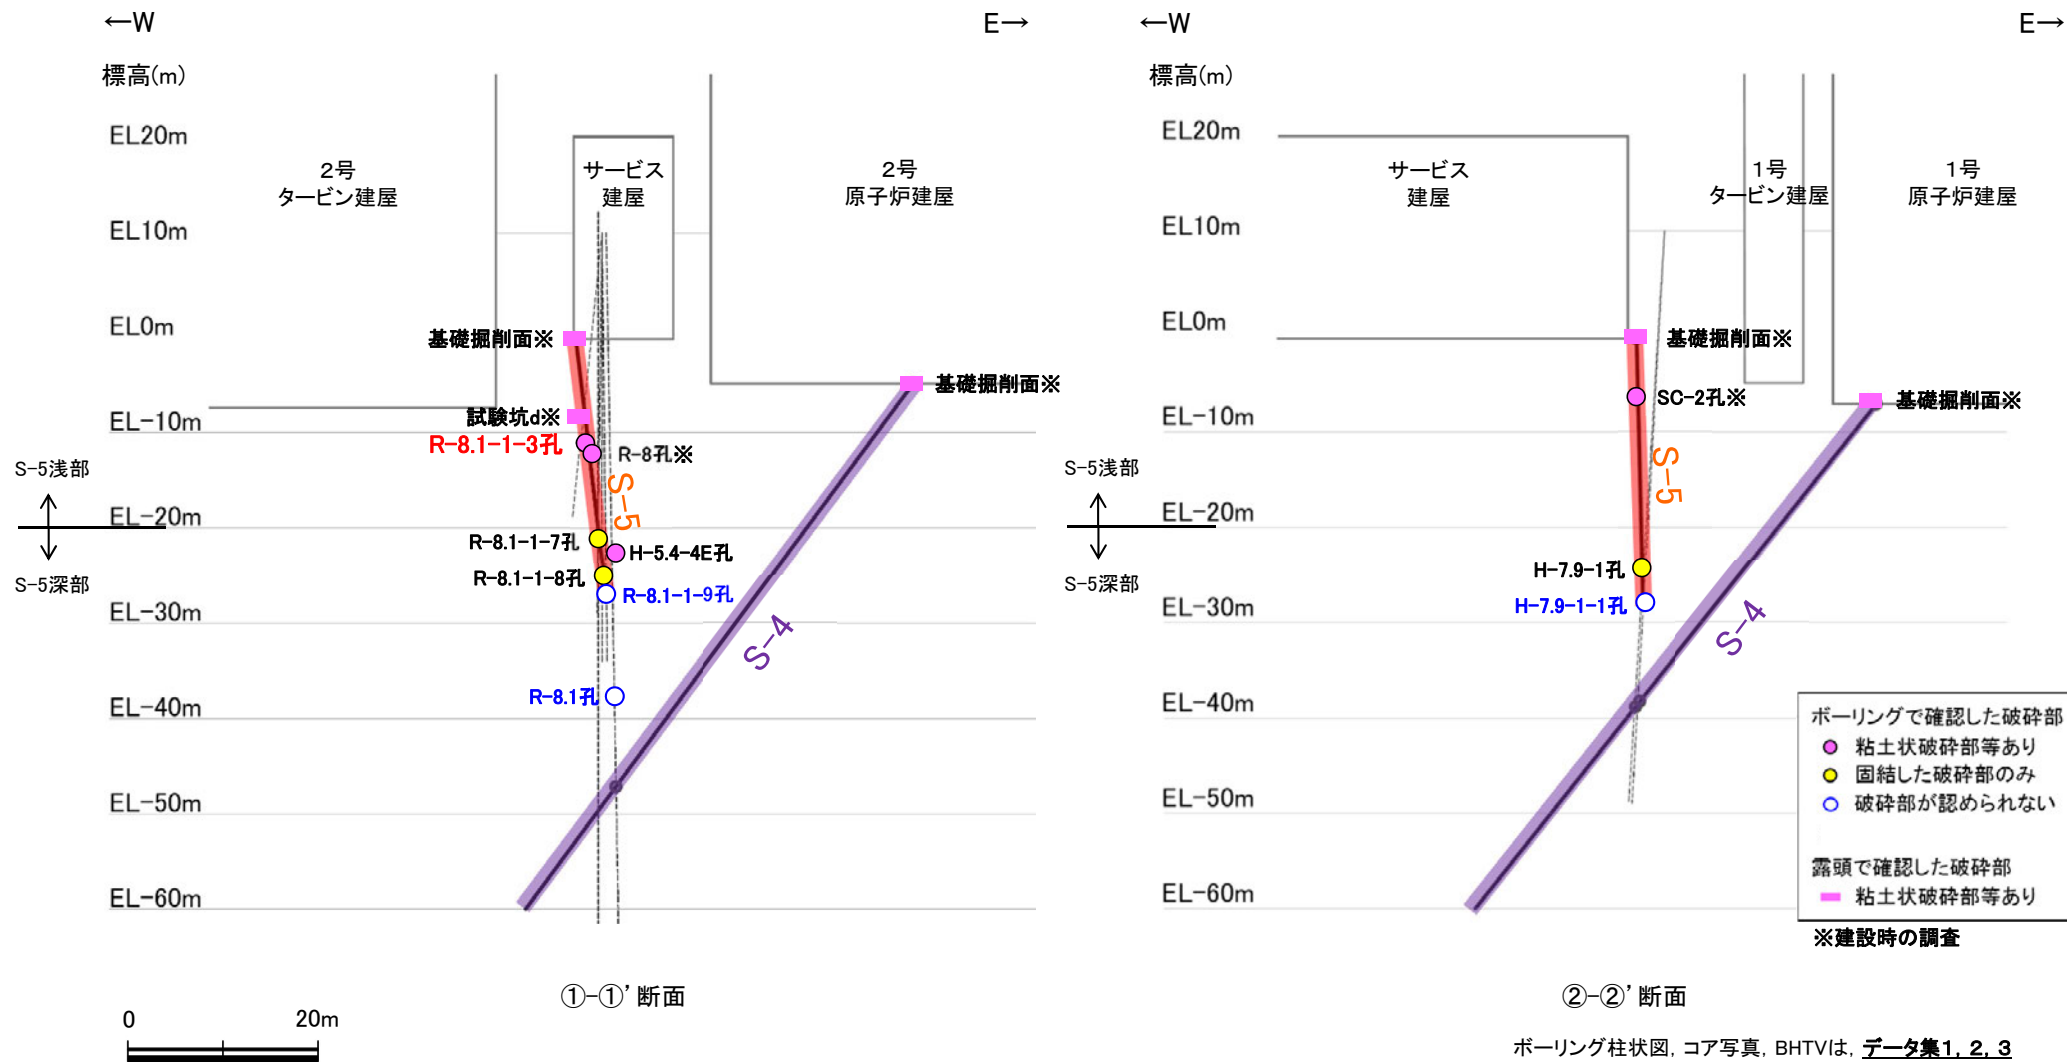 ←W
E→
標高(m)
EL20m
EL10m
EL0m
EL-10m
EL-20m
EL-30m
EL-40m
EL-50m
EL-60m
2号
タービン建屋
サービス
建屋
2号
原子炉建屋
基礎掘削面※
基礎掘削面※
試験坑d※
R-8.1-1-3孔
R-8孔※
S-5浅部
S-5深部
S-5
R-8.1-1-7孔
H-5.4-4E孔
R-8.1-1-8孔
R-8.1-1-9孔
S-4
R-8.1孔
①-①’断面
0
20m
←W
E→
標高(m)
EL20m
EL10m
EL0m
EL-10m
EL-20m
EL-30m
EL-40m
EL-50m
EL-60m
サービス
建屋
1号
タービン建屋
1号
原子炉建屋
基礎掘削面※
SC-2孔※
基礎掘削面※
S-5浅部
S-5深部
S-5
H-7.9-1孔
H-7.9-1-1孔
S-4
②-②’断面
ボーリングで確認した破砕部
粘土状破砕部等あり
固結した破砕部のみ
破砕部が認められない
露頭で確認した破砕部
粘土状破砕部等あり
※建設時の調査
ボーリング柱状図, コア写真, BHTVは, データ集1, 2, 3